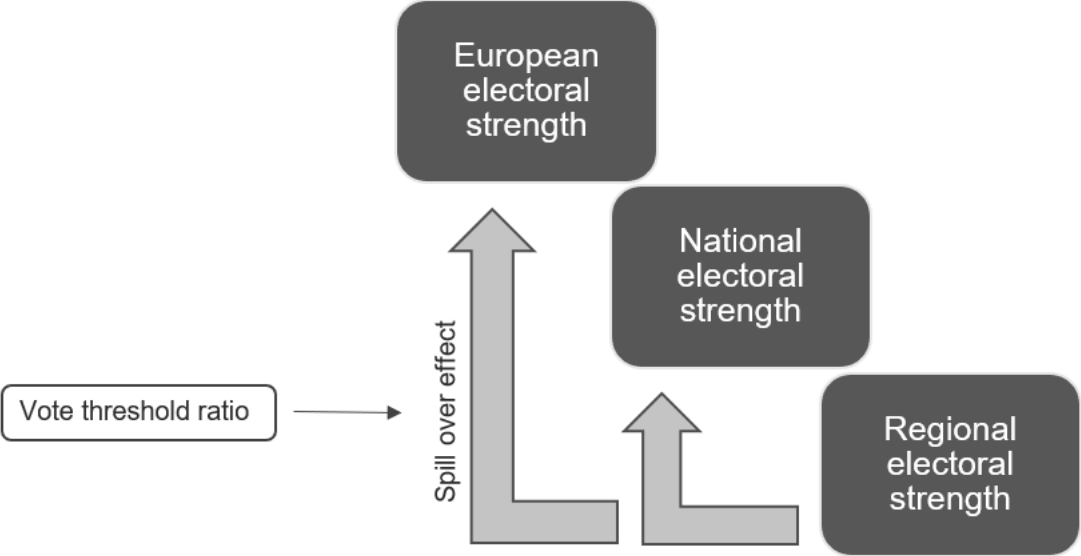 European
electoral
strength
National
electoral
strength
Spill over effect
Vote threshold ratio
Regional
electoral
strength